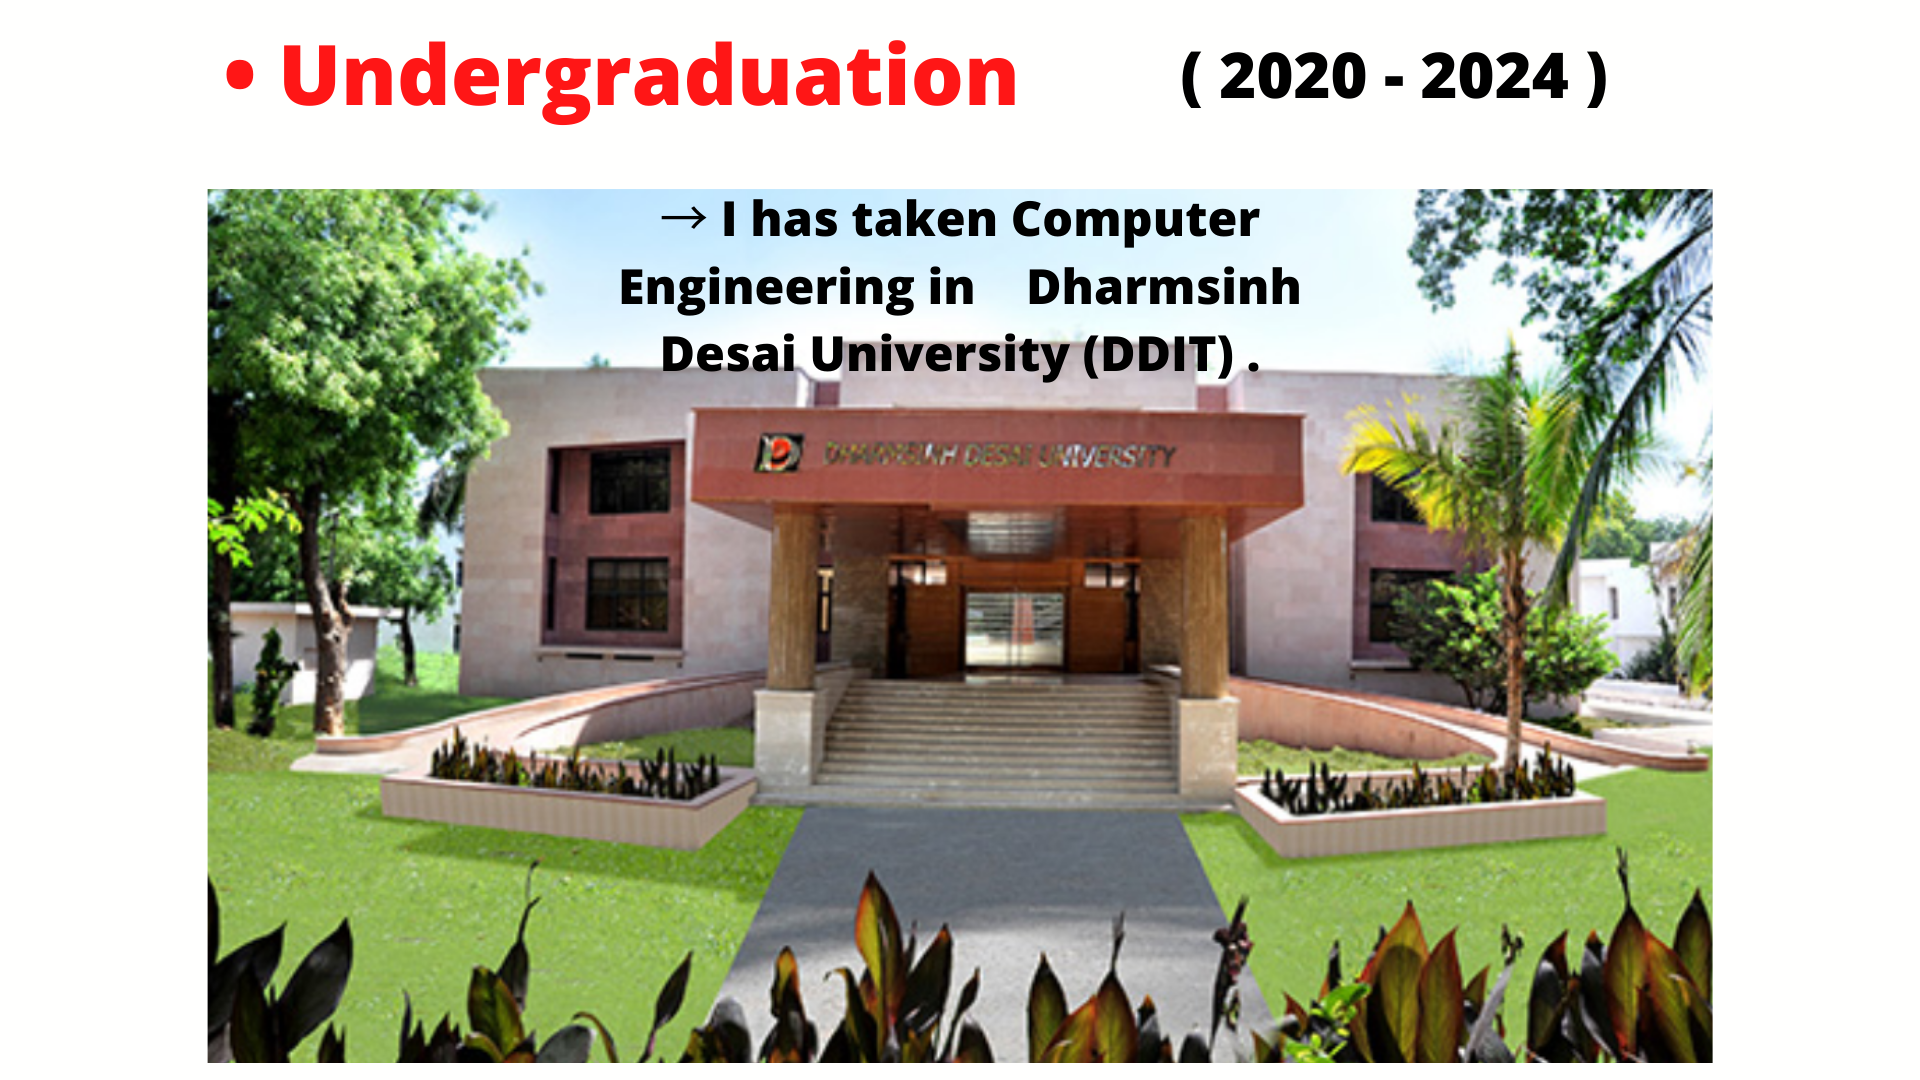 • Undergraduation ( 2020 - 2024 )
→ I has taken Computer
Engineering in Dharmsinh
Desai University (DDIT) .
DHARMSINH DESAI UNIVERSITY